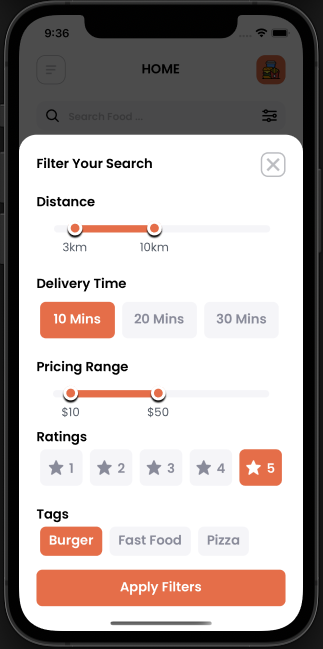 9:36
HOME
Search Food ...
Filter Your Search
Distance
3km 10km
Delivery Time
10 Mins 20 Mins 30 Mins
Pricing Range
$10 $50
Ratings
1 2 3 4 5
Tags
Burger Fast Food Pizza
Apply Filters